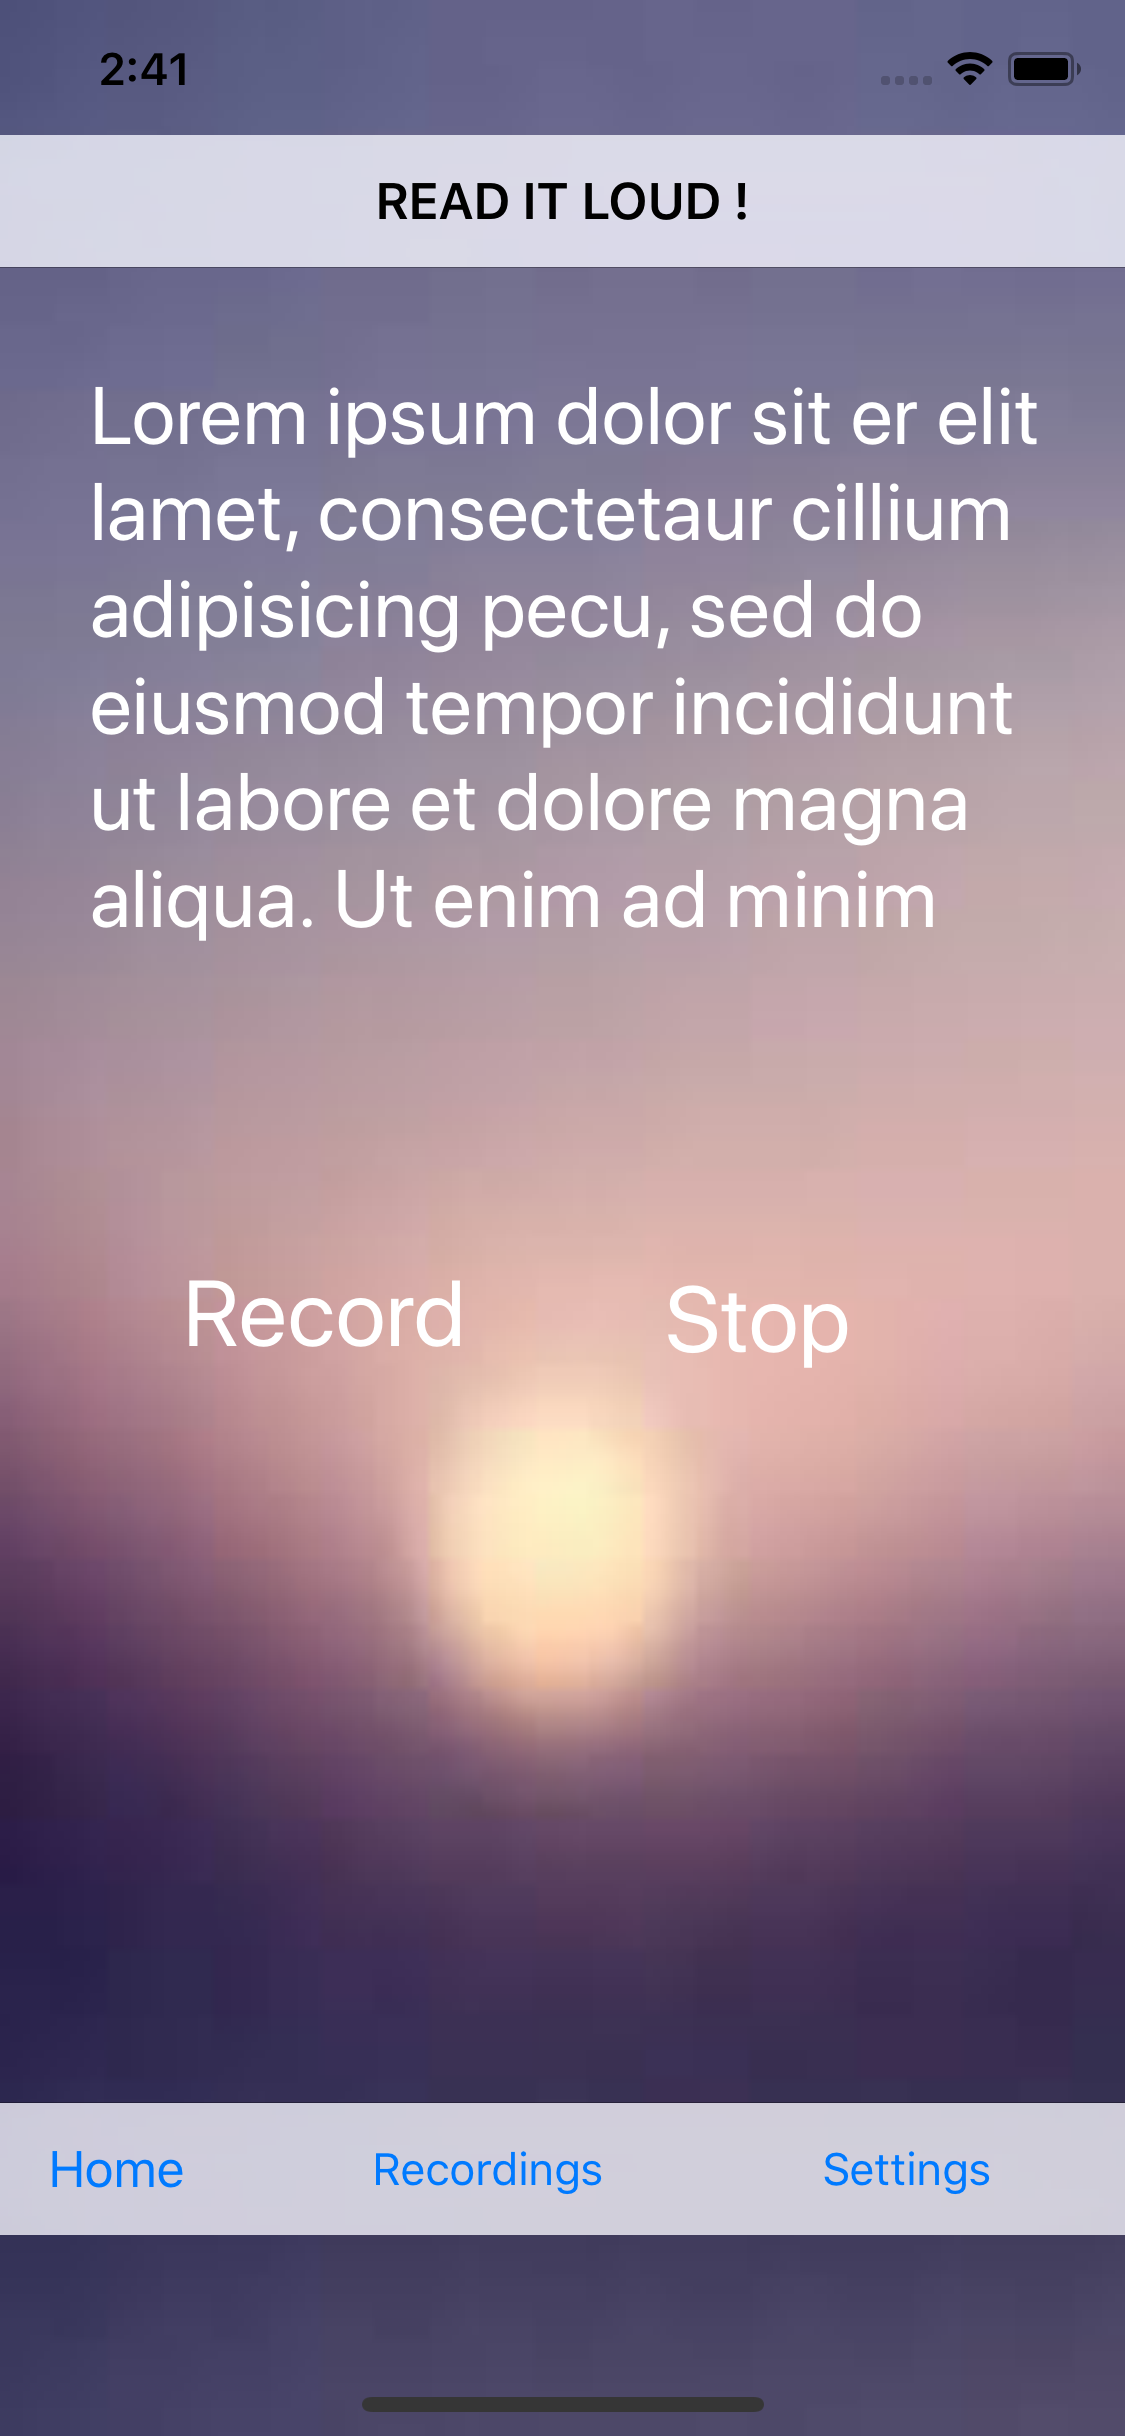 2:41
READ IT LOUD !
Lorem ipsum dolor sit er elit
lamet, consectetaur cillium
adipisicing pecu, sed do
eiusmod tempor incididunt
ut labore et dolore magna
aliqua. Ut enim ad minim
Record Stop
Home Recordings Settings